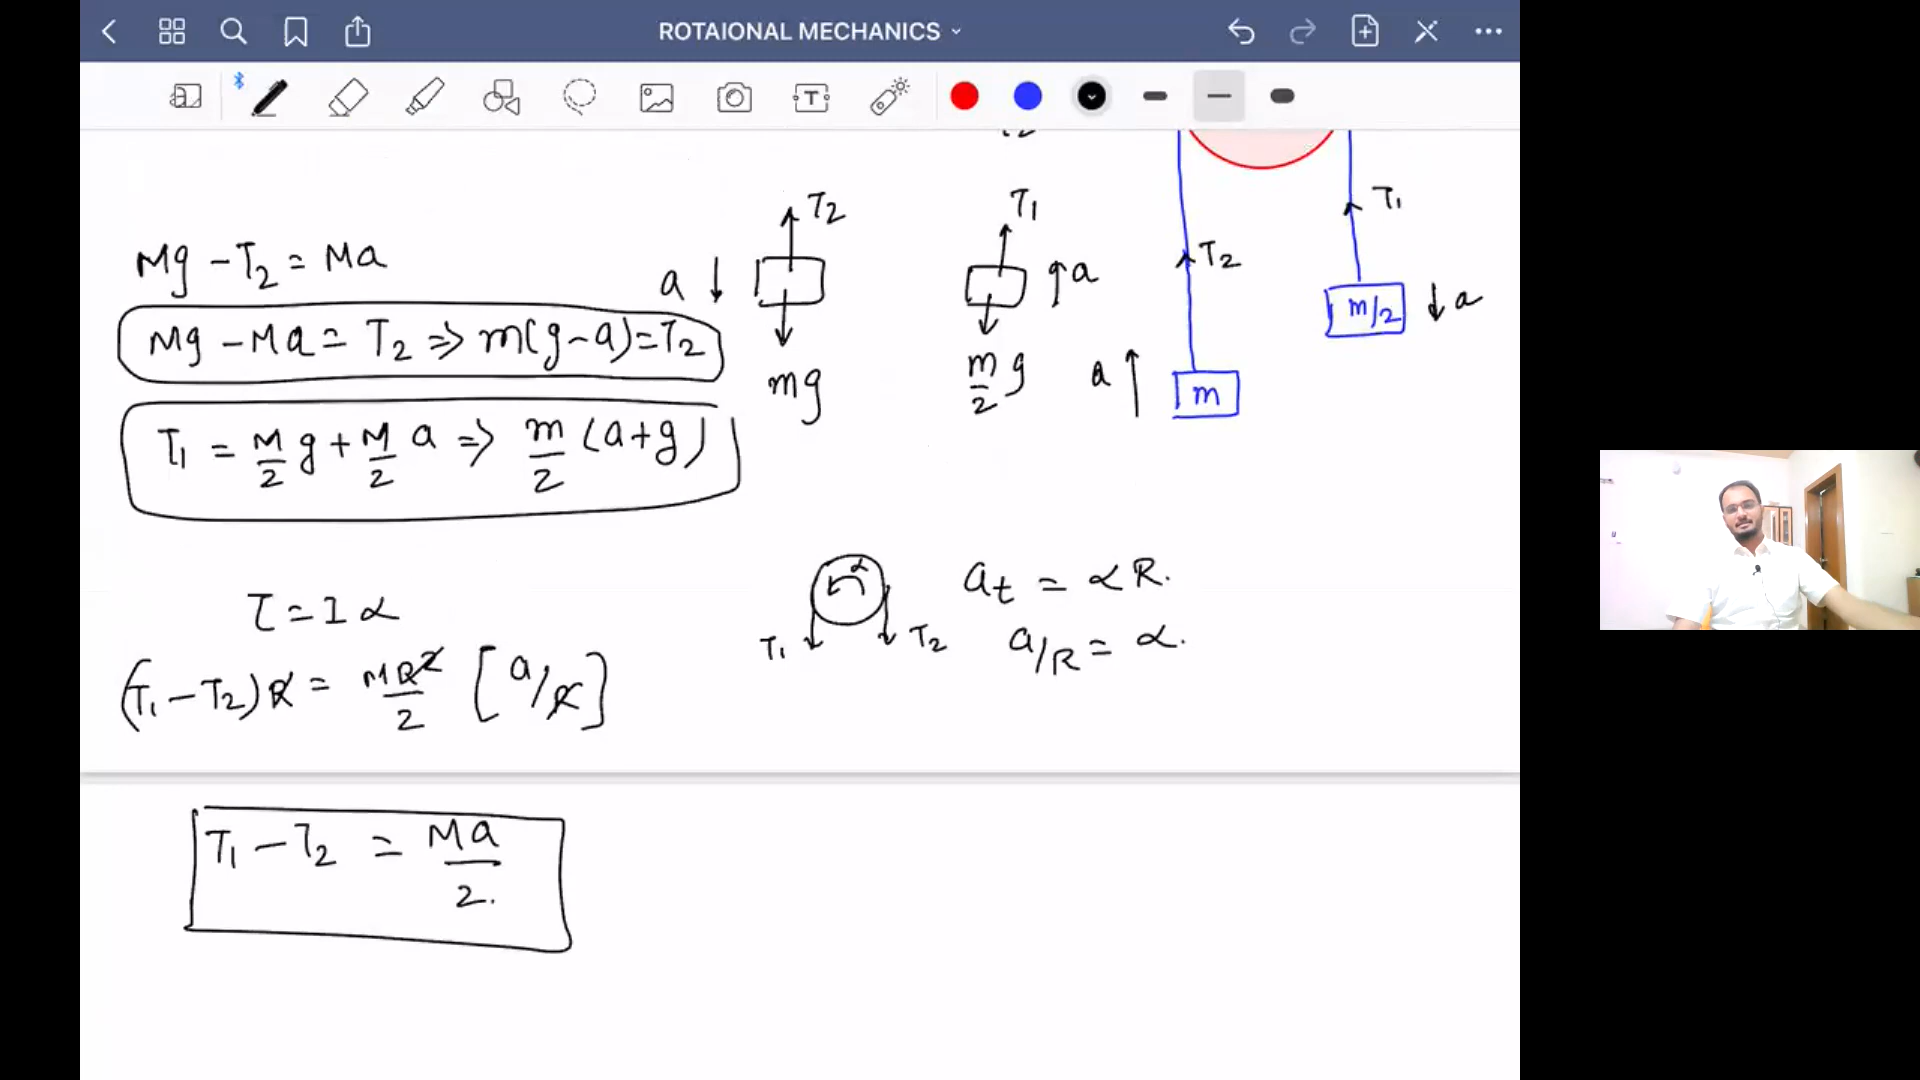 ROTAIONAL MECHANICS
T
T2
T1
T1
Mg - T2 = Ma
a
a
T2
m/2
a
Mg - Ma = T2 ⇒ m(g-a) = T2
mg
m/2 g
a
m
T1 = M/2 g + M/2 a ⇒ m/2 (a+g)
α
at = αR.
τ = Iα
T1
T2
a/R = α.
(T1 - T2)R = MR²/2 [a/R]
T1 - T2 = Ma/2.